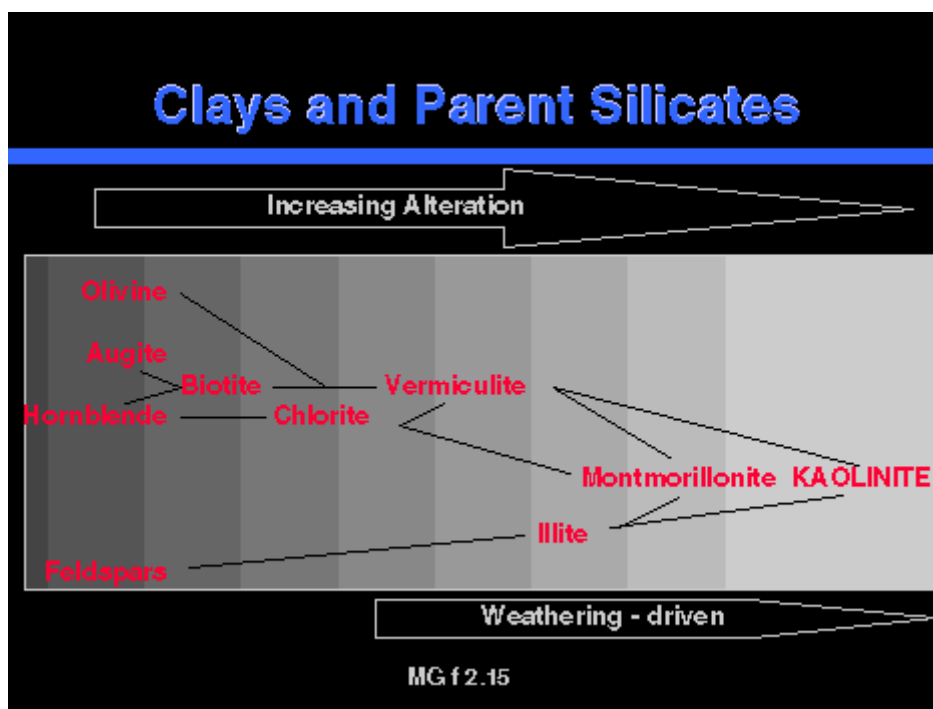 Clays and Parent Silicates
Increasing Alteration
Olivine
Augite
Biotite
Vermiculite
Hornblende
Chlorite
Montmorillonite
KAOLINITE
Illite
Feldspars
Weathering - driven
MG f 2.15